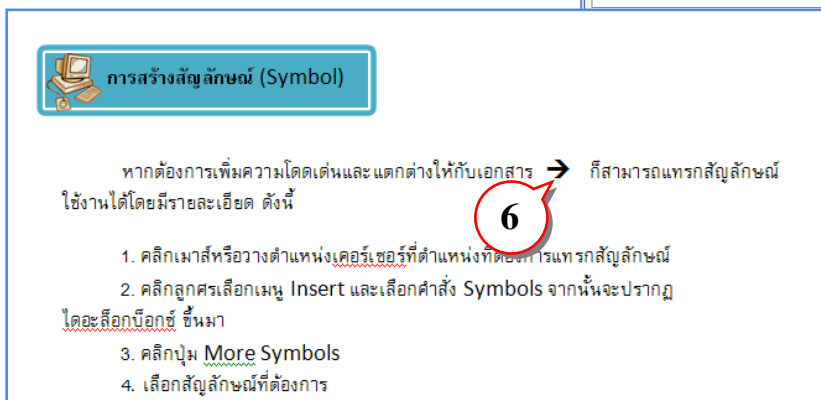 การสร้างสัญลักษณ์ (Symbol)
หากต้องการเพิ่มความโดดเด่นและแตกต่างให้กับเอกสาร ➔ ก็สามารถแทรกสัญลักษณ์
ใช้งานได้โดยมีรายละเอียด ดังนี้
6
1. คลิกเมาส์หรือวางตำแหน่งเคอร์เซอร์ที่ตำแหน่งที่ต้องการแทรกสัญลักษณ์
2. คลิกลูกศรเลือกเมนู Insert และเลือกคำสั่ง Symbols จากนั้นจะปรากฏ
ไดอะล็อกบ็อกซ์ ขึ้นมา
3. คลิกปุ่ม More Symbols
4. เลือกสัญลักษณ์ที่ต้องการ